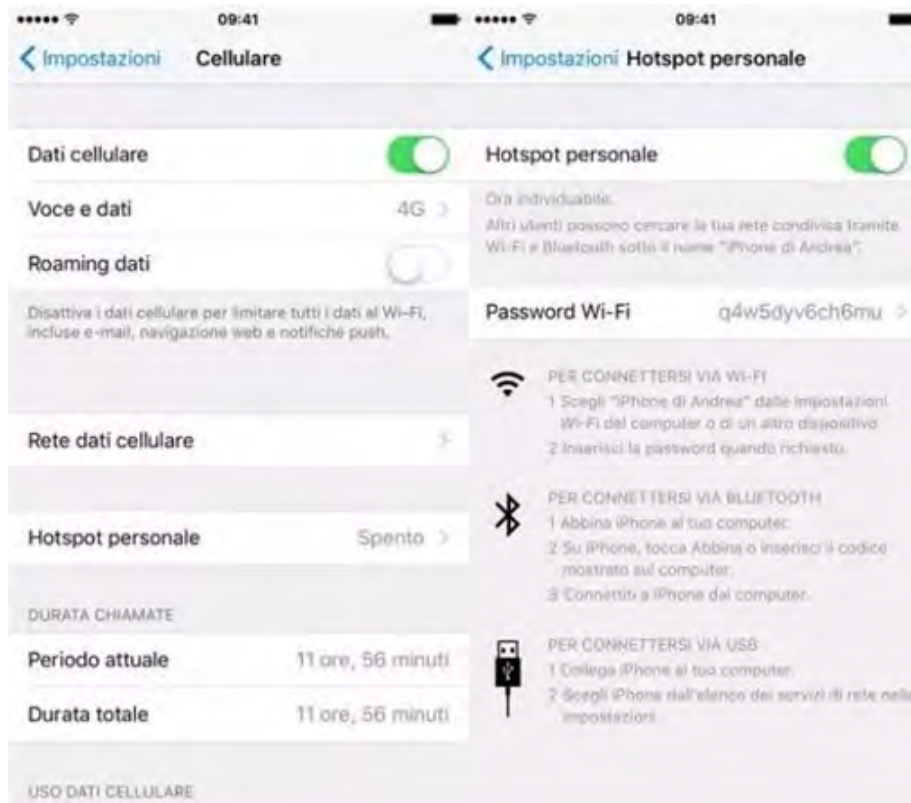 09:41
Impostazioni Cellulare
Dati cellulare
Voce e dati 4G
Roaming dati
Disattiva i dati cellulare per limitare tutti i dati al Wi-Fi,
incluse e-mail, navigazione web e notifiche push.
Rete dati cellulare
Hotspot personale Spento
DURATA CHIAMATE
Periodo attuale 11 ore, 56 minuti
Durata totale 11 ore, 56 minuti
USO DATI CELLULARE
09:41
Impostazioni Hotspot personale
Hotspot personale
Ora individuabile.
Altri utenti possono cercare la tua rete condivisa tramite
Wi-Fi e Bluetooth sotto il nome "iPhone di Andrea".
Password Wi-Fi q4w5dyv6ch6mu
PER CONNETTERSI VIA WI-FI
1 Scegli "iPhone di Andrea" dalle impostazioni
Wi-Fi del computer o di un altro dispositivo
2 Inserisci la password quando richiesto.
PER CONNETTERSI VIA BLUETOOTH
1 Abbina iPhone al tuo computer.
2 Su iPhone, tocca Abbina o inserisci il codice
mostrato sul computer.
3 Connettiti a iPhone dal computer.
PER CONNETTERSI VIA USB
1 Collega iPhone al tuo computer.
2 Scegli iPhone dall'elenco dei servizi di rete nelle
impostazioni.